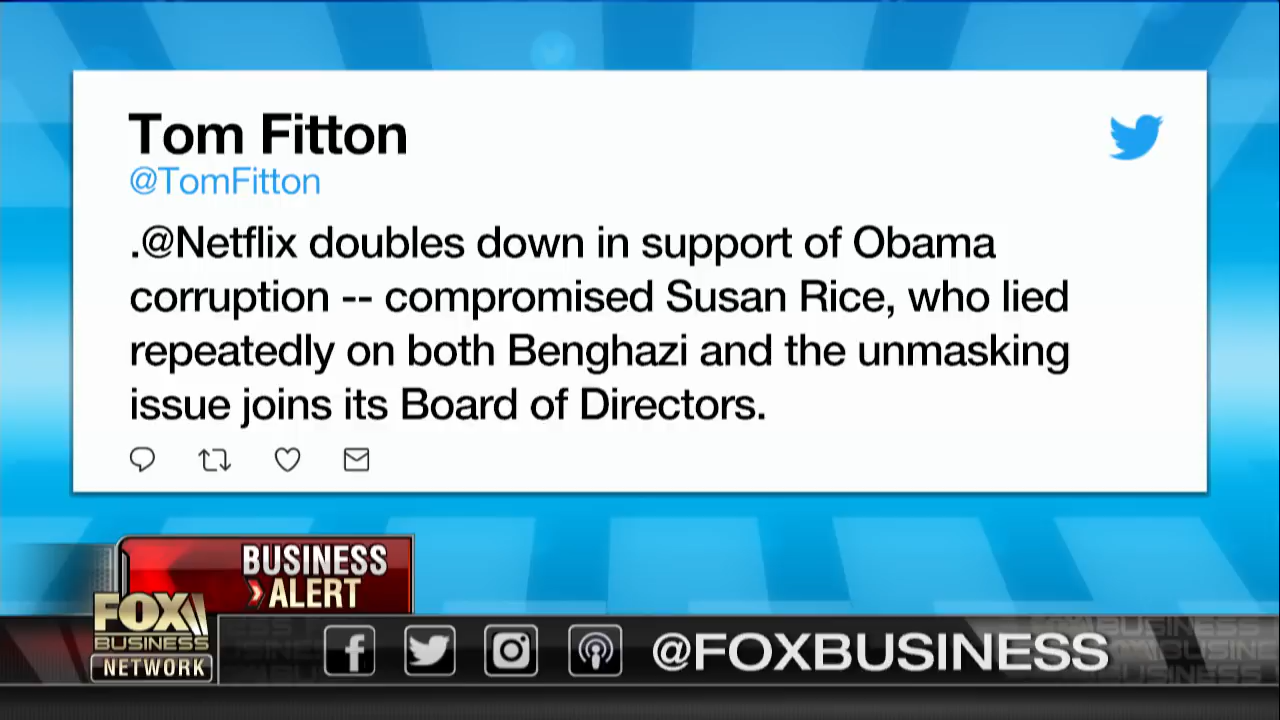 Tom Fitton
@TomFitton
.@Netflix doubles down in support of Obama
corruption -- compromised Susan Rice, who lied
repeatedly on both Benghazi and the unmasking
issue joins its Board of Directors.
BUSINESS
ALERT
FOX
BUSINESS
NETWORK
@FOXBUSINESS